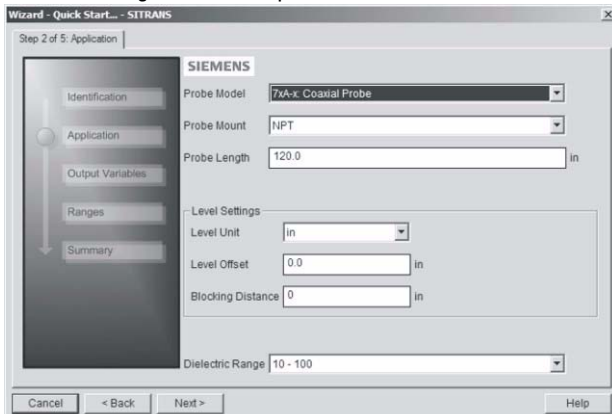 Wizard - Quick Start... - SITRANS
Step 2 of 5: Application
SIEMENS
Identification
Application
Output Variables
Ranges
Summary
Probe Model 7xA-x: Coaxial Probe
Probe Mount NPT
Probe Length 120.0 in
Level Settings
Level Unit in
Level Offset 0.0 in
Blocking Distance 0 in
Dielectric Range 10 - 100
Cancel < Back Next > Help